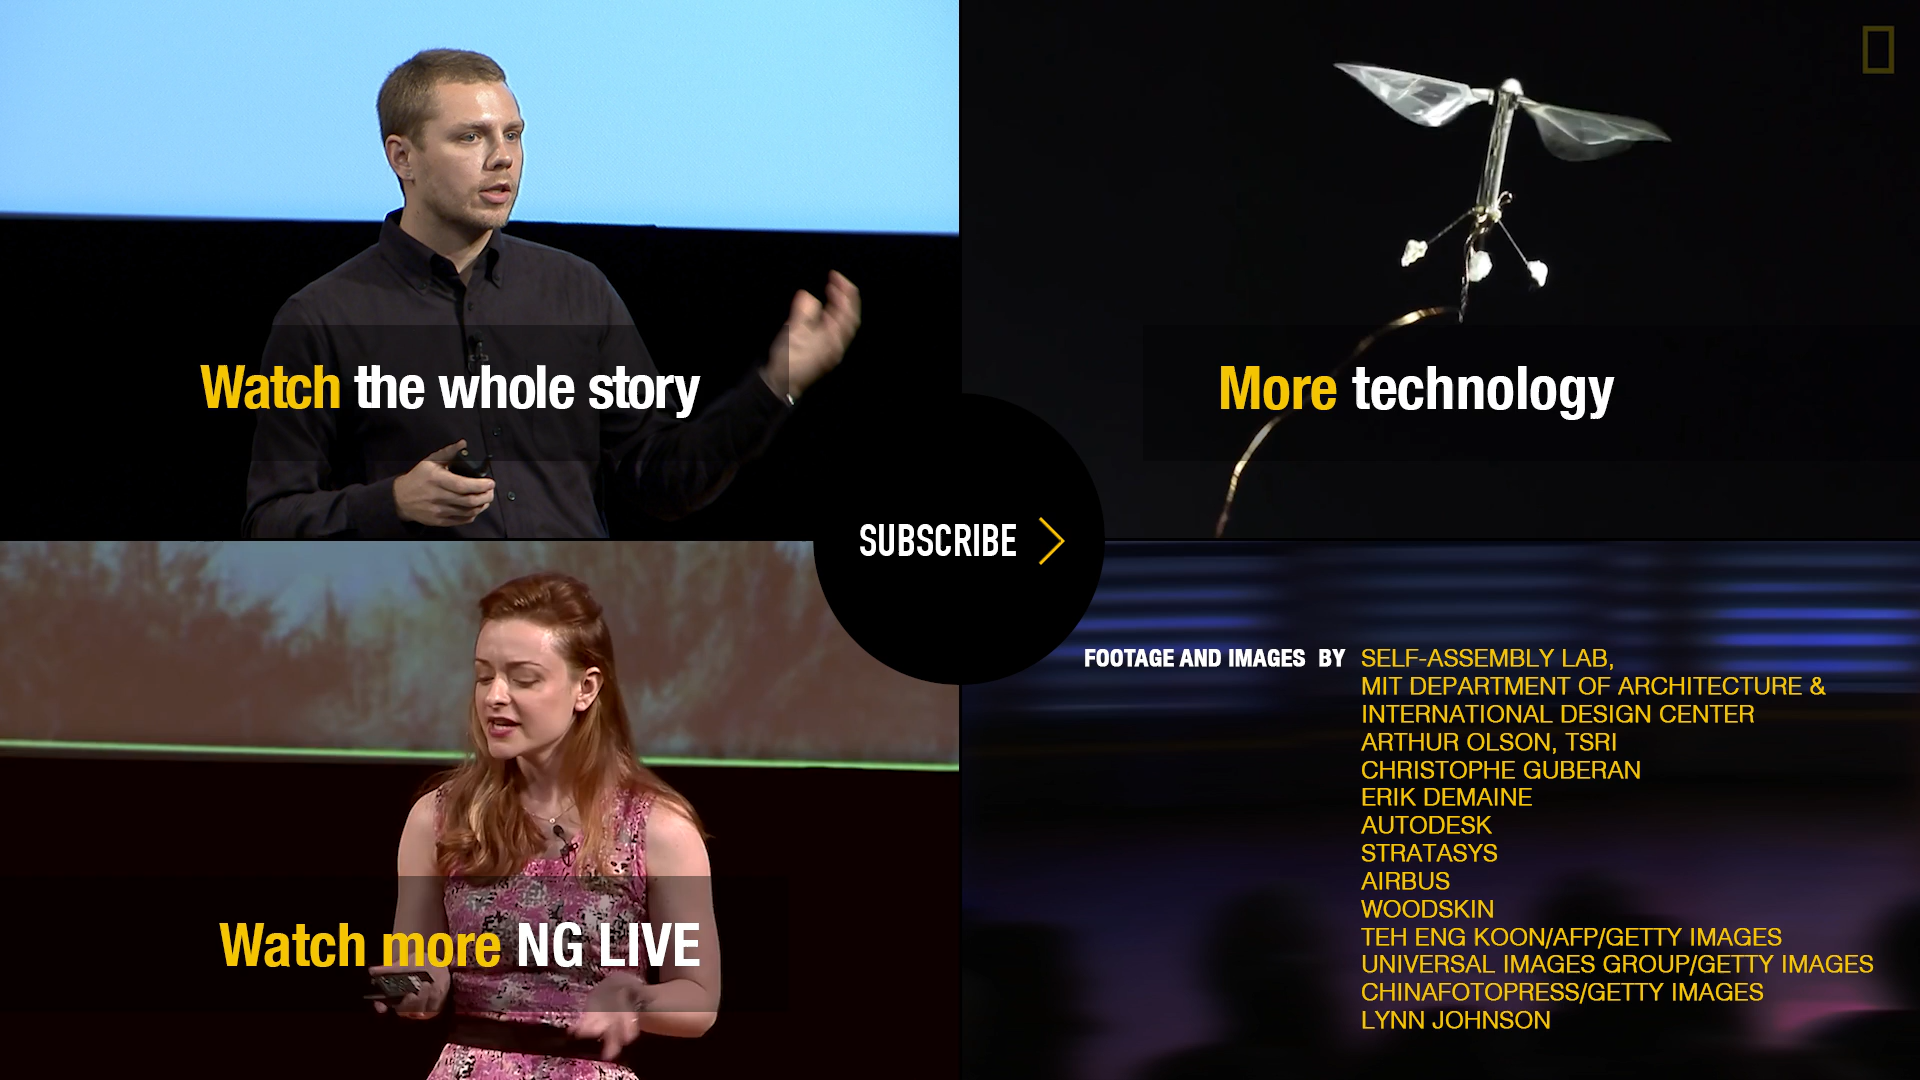 Watch the whole story
More technology
SUBSCRIBE
Watch more NG LIVE
FOOTAGE AND IMAGES BY SELF-ASSEMBLY LAB,
MIT DEPARTMENT OF ARCHITECTURE &
INTERNATIONAL DESIGN CENTER
ARTHUR OLSON, TSRI
CHRISTOPHE GUBERAN
ERIK DEMAINE
AUTODESK
STRATASYS
AIRBUS
WOODSKIN
TEH ENG KOON/AFP/GETTY IMAGES
UNIVERSAL IMAGES GROUP/GETTY IMAGES
CHINAFOTOPRESS/GETTY IMAGES
LYNN JOHNSON